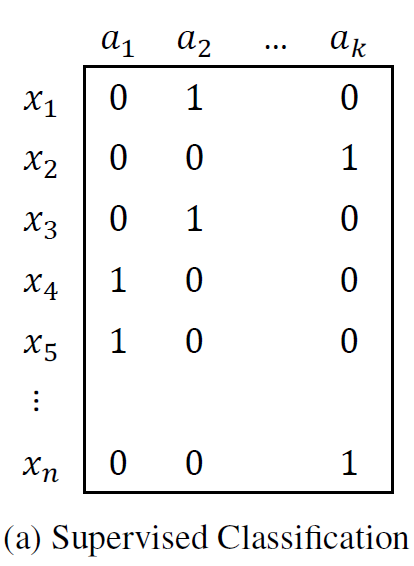 a₁ a₂ ... aₖ
x₁ 0 1 0
x₂ 0 0 1
x₃ 0 1 0
x₄ 1 0 0
x₅ 1 0 0
⋮
xₙ 0 0 1
(a) Supervised Classification